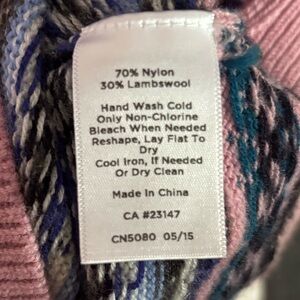 70% Nylon
30% Lambswool
Hand Wash Cold
Only Non-Chlorine
Bleach When Needed
Reshape, Lay Flat To
Dry
Cool Iron, If Needed
Or Dry Clean
Made In China
CA #23147
CN5080 05/15